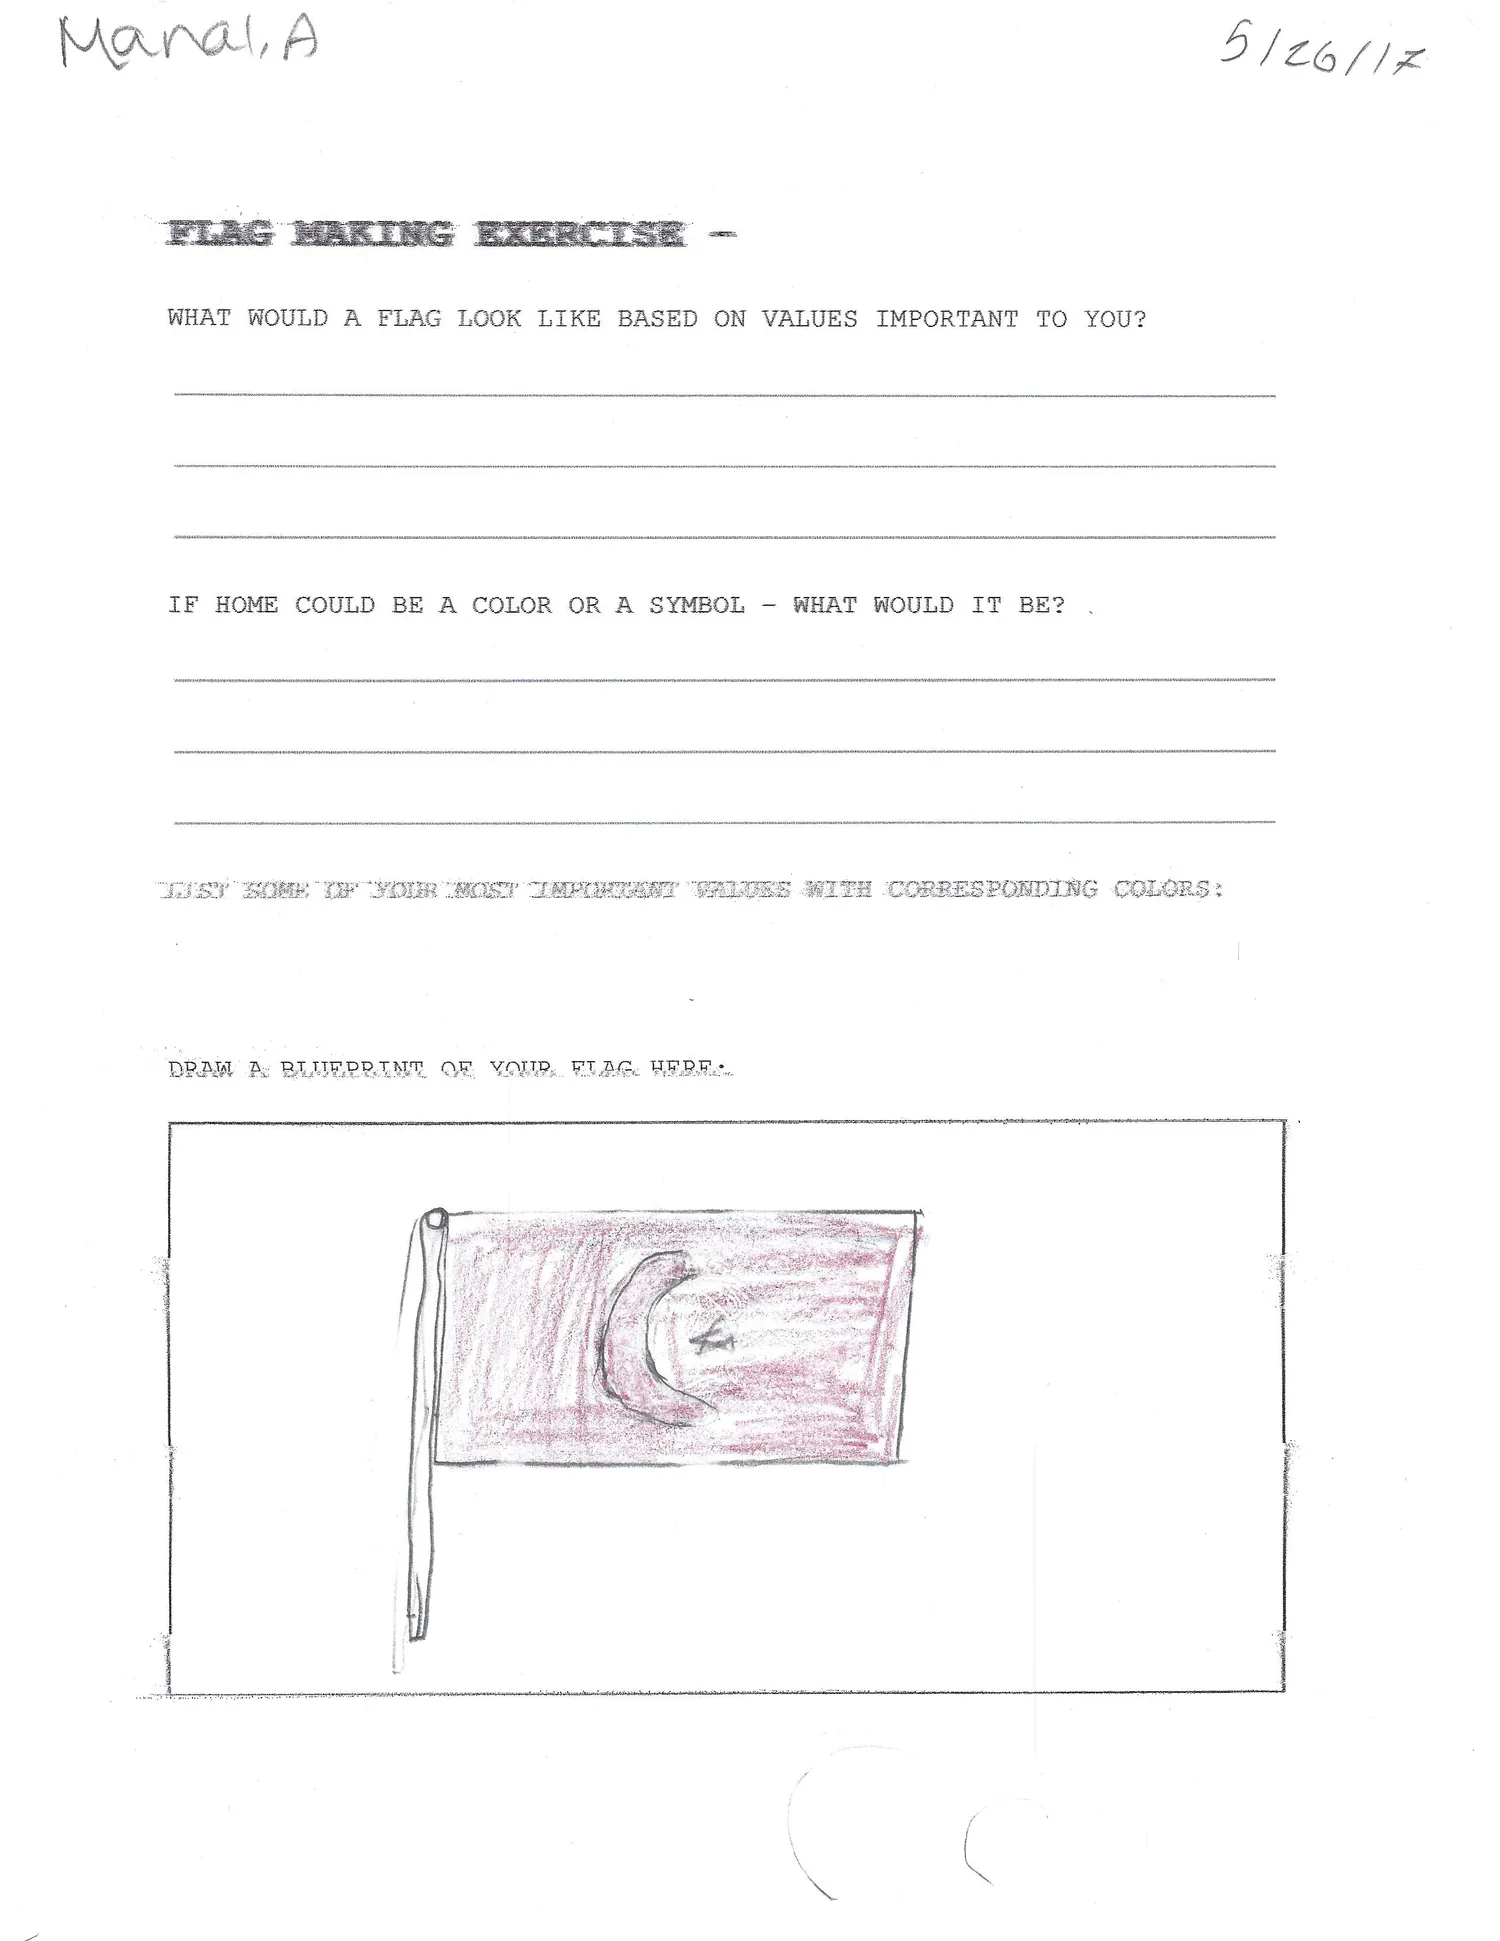 Manal, A
5/26/17
FLAG MAKING EXERCISE -
WHAT WOULD A FLAG LOOK LIKE BASED ON VALUES IMPORTANT TO YOU?
IF HOME COULD BE A COLOR OR A SYMBOL - WHAT WOULD IT BE?
LIST SOME OF YOUR MOST IMPORTANT VALUES WITH CORRESPONDING COLORS:
DRAW A BLUEPRINT OF YOUR FLAG HERE: